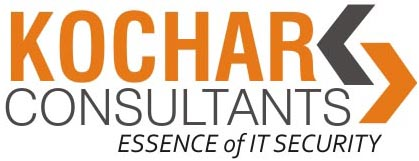 KOCHAR
CONSULTANTS
ESSENCE of IT SECURITY